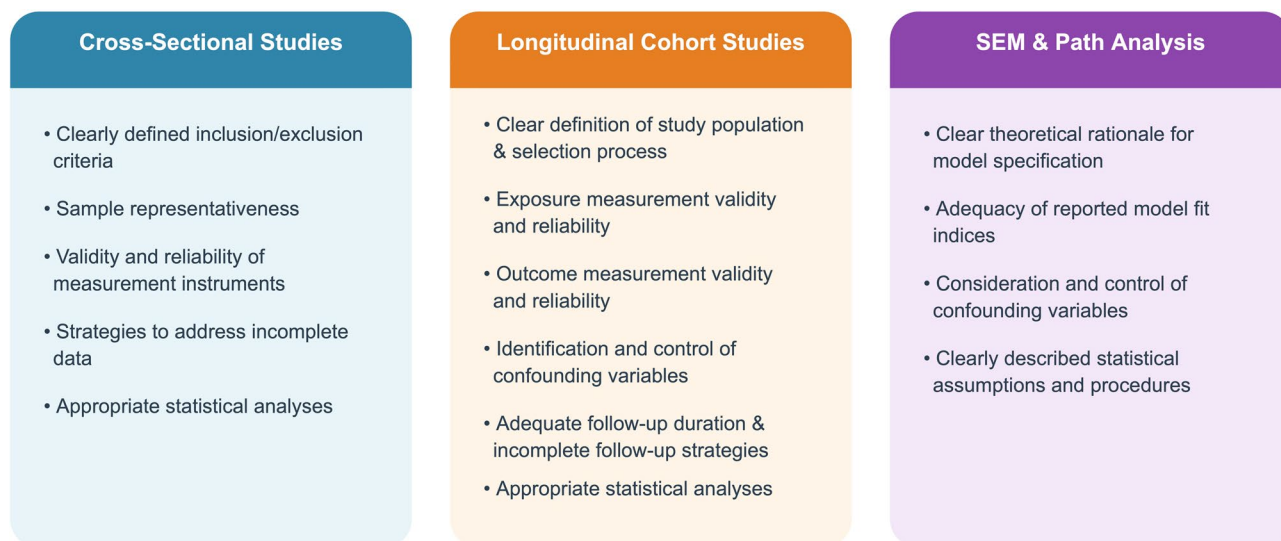 Cross-Sectional Studies
• Clearly defined inclusion/exclusion
criteria
• Sample representativeness
• Validity and reliability of
measurement instruments
• Strategies to address incomplete
data
• Appropriate statistical analyses
Longitudinal Cohort Studies
• Clear definition of study population
& selection process
• Exposure measurement validity
and reliability
• Outcome measurement validity
and reliability
• Identification and control of
confounding variables
• Adequate follow-up duration &
incomplete follow-up strategies
• Appropriate statistical analyses
SEM & Path Analysis
• Clear theoretical rationale for
model specification
• Adequacy of reported model fit
indices
• Consideration and control of
confounding variables
• Clearly described statistical
assumptions and procedures